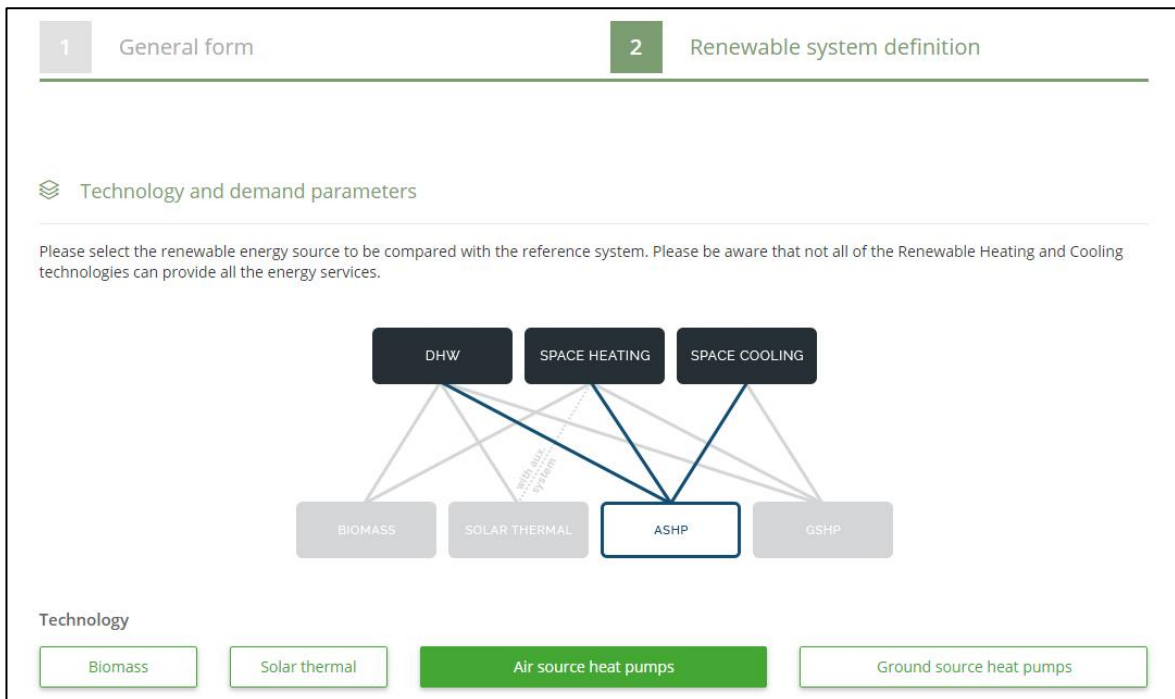 1 General form 2 Renewable system definition
Technology and demand parameters
Please select the renewable energy source to be compared with the reference system. Please be aware that not all of the Renewable Heating and Cooling
technologies can provide all the energy services.
DHW SPACE HEATING SPACE COOLING
with aux.
system
BIOMASS SOLAR THERMAL ASHP GSHP
Technology
Biomass Solar thermal Air source heat pumps Ground source heat pumps